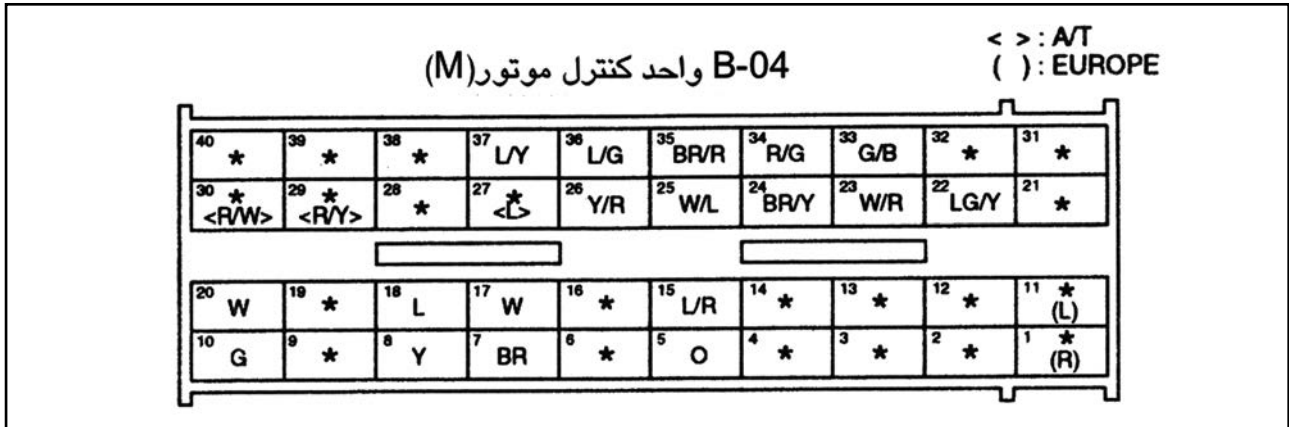 < > : A/T
( ) : EUROPE
B-04 واحد کنترل موتور(M)
40 * 39 * 38 * 37 L/Y 36 L/G 35 BR/R 34 R/G 33 G/B 32 * 31 *
30 * <R/W> 29 * <R/Y> 28 * 27 * <L> 26 Y/R 25 W/L 24 BR/Y 23 W/R 22 LG/Y 21 *
20 W 19 * 18 L 17 W 16 * 15 L/R 14 * 13 * 12 * 11 * (L)
10 G 9 * 8 Y 7 BR 6 * 5 O 4 * 3 * 2 * 1 * (R)